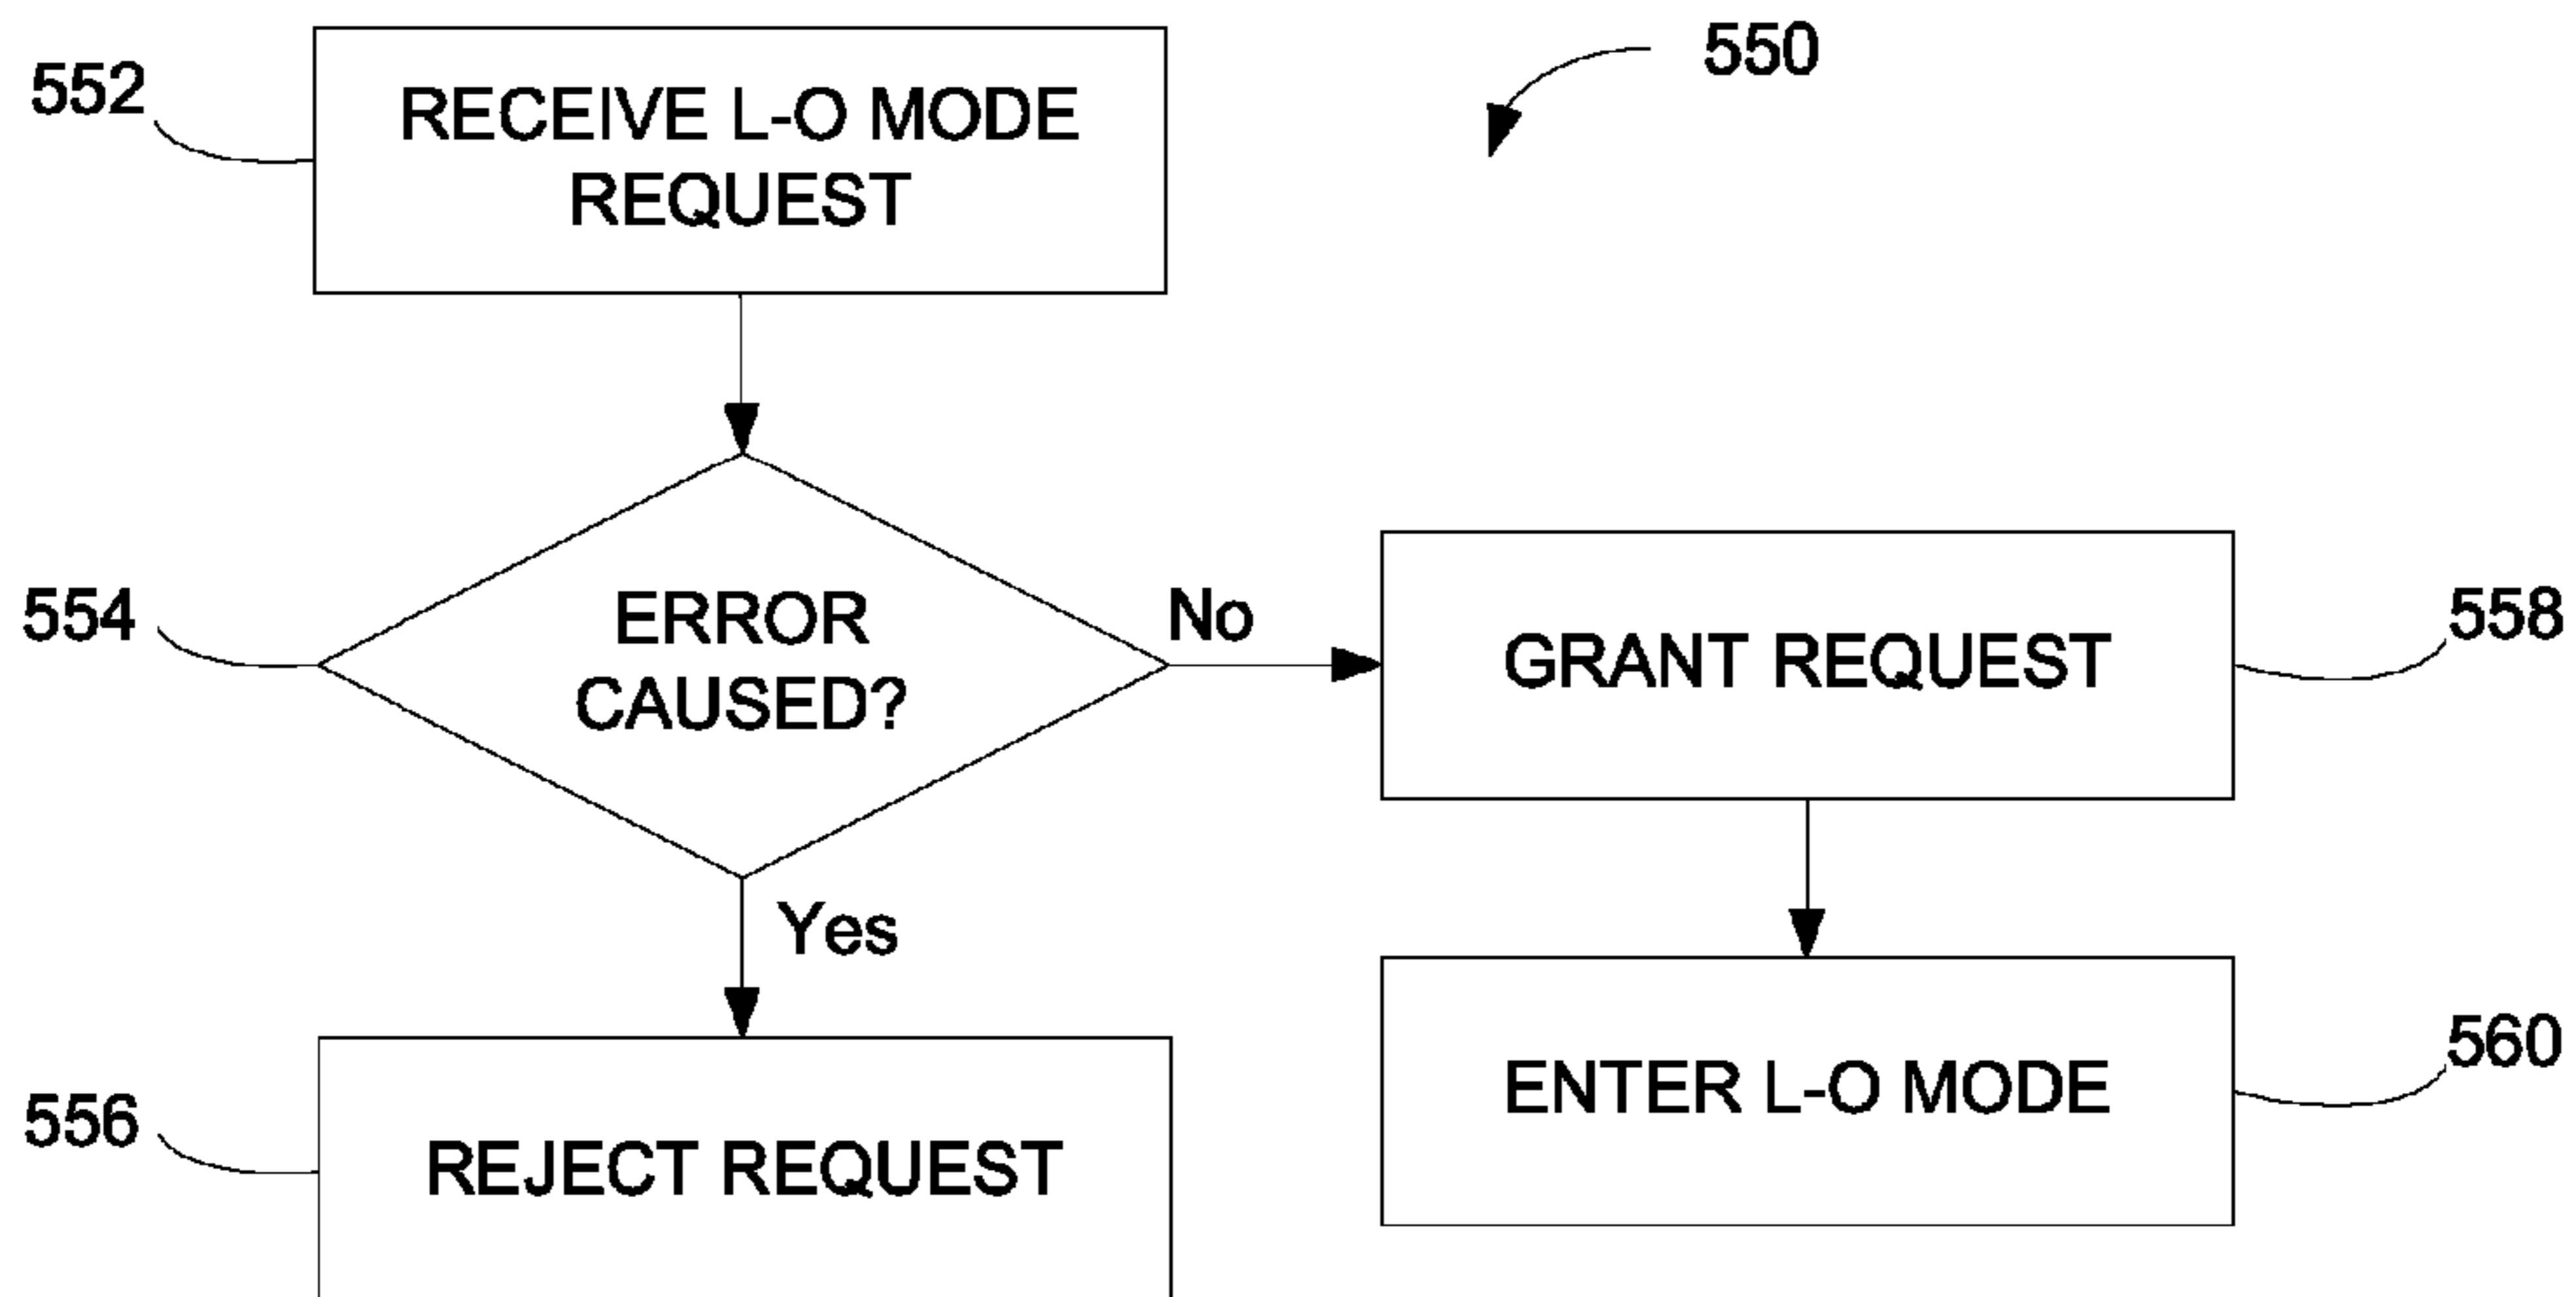 550
552
RECEIVE L-O MODE
REQUEST
554
ERROR
CAUSED?
No
GRANT REQUEST
558
Yes
556
REJECT REQUEST
ENTER L-O MODE
560